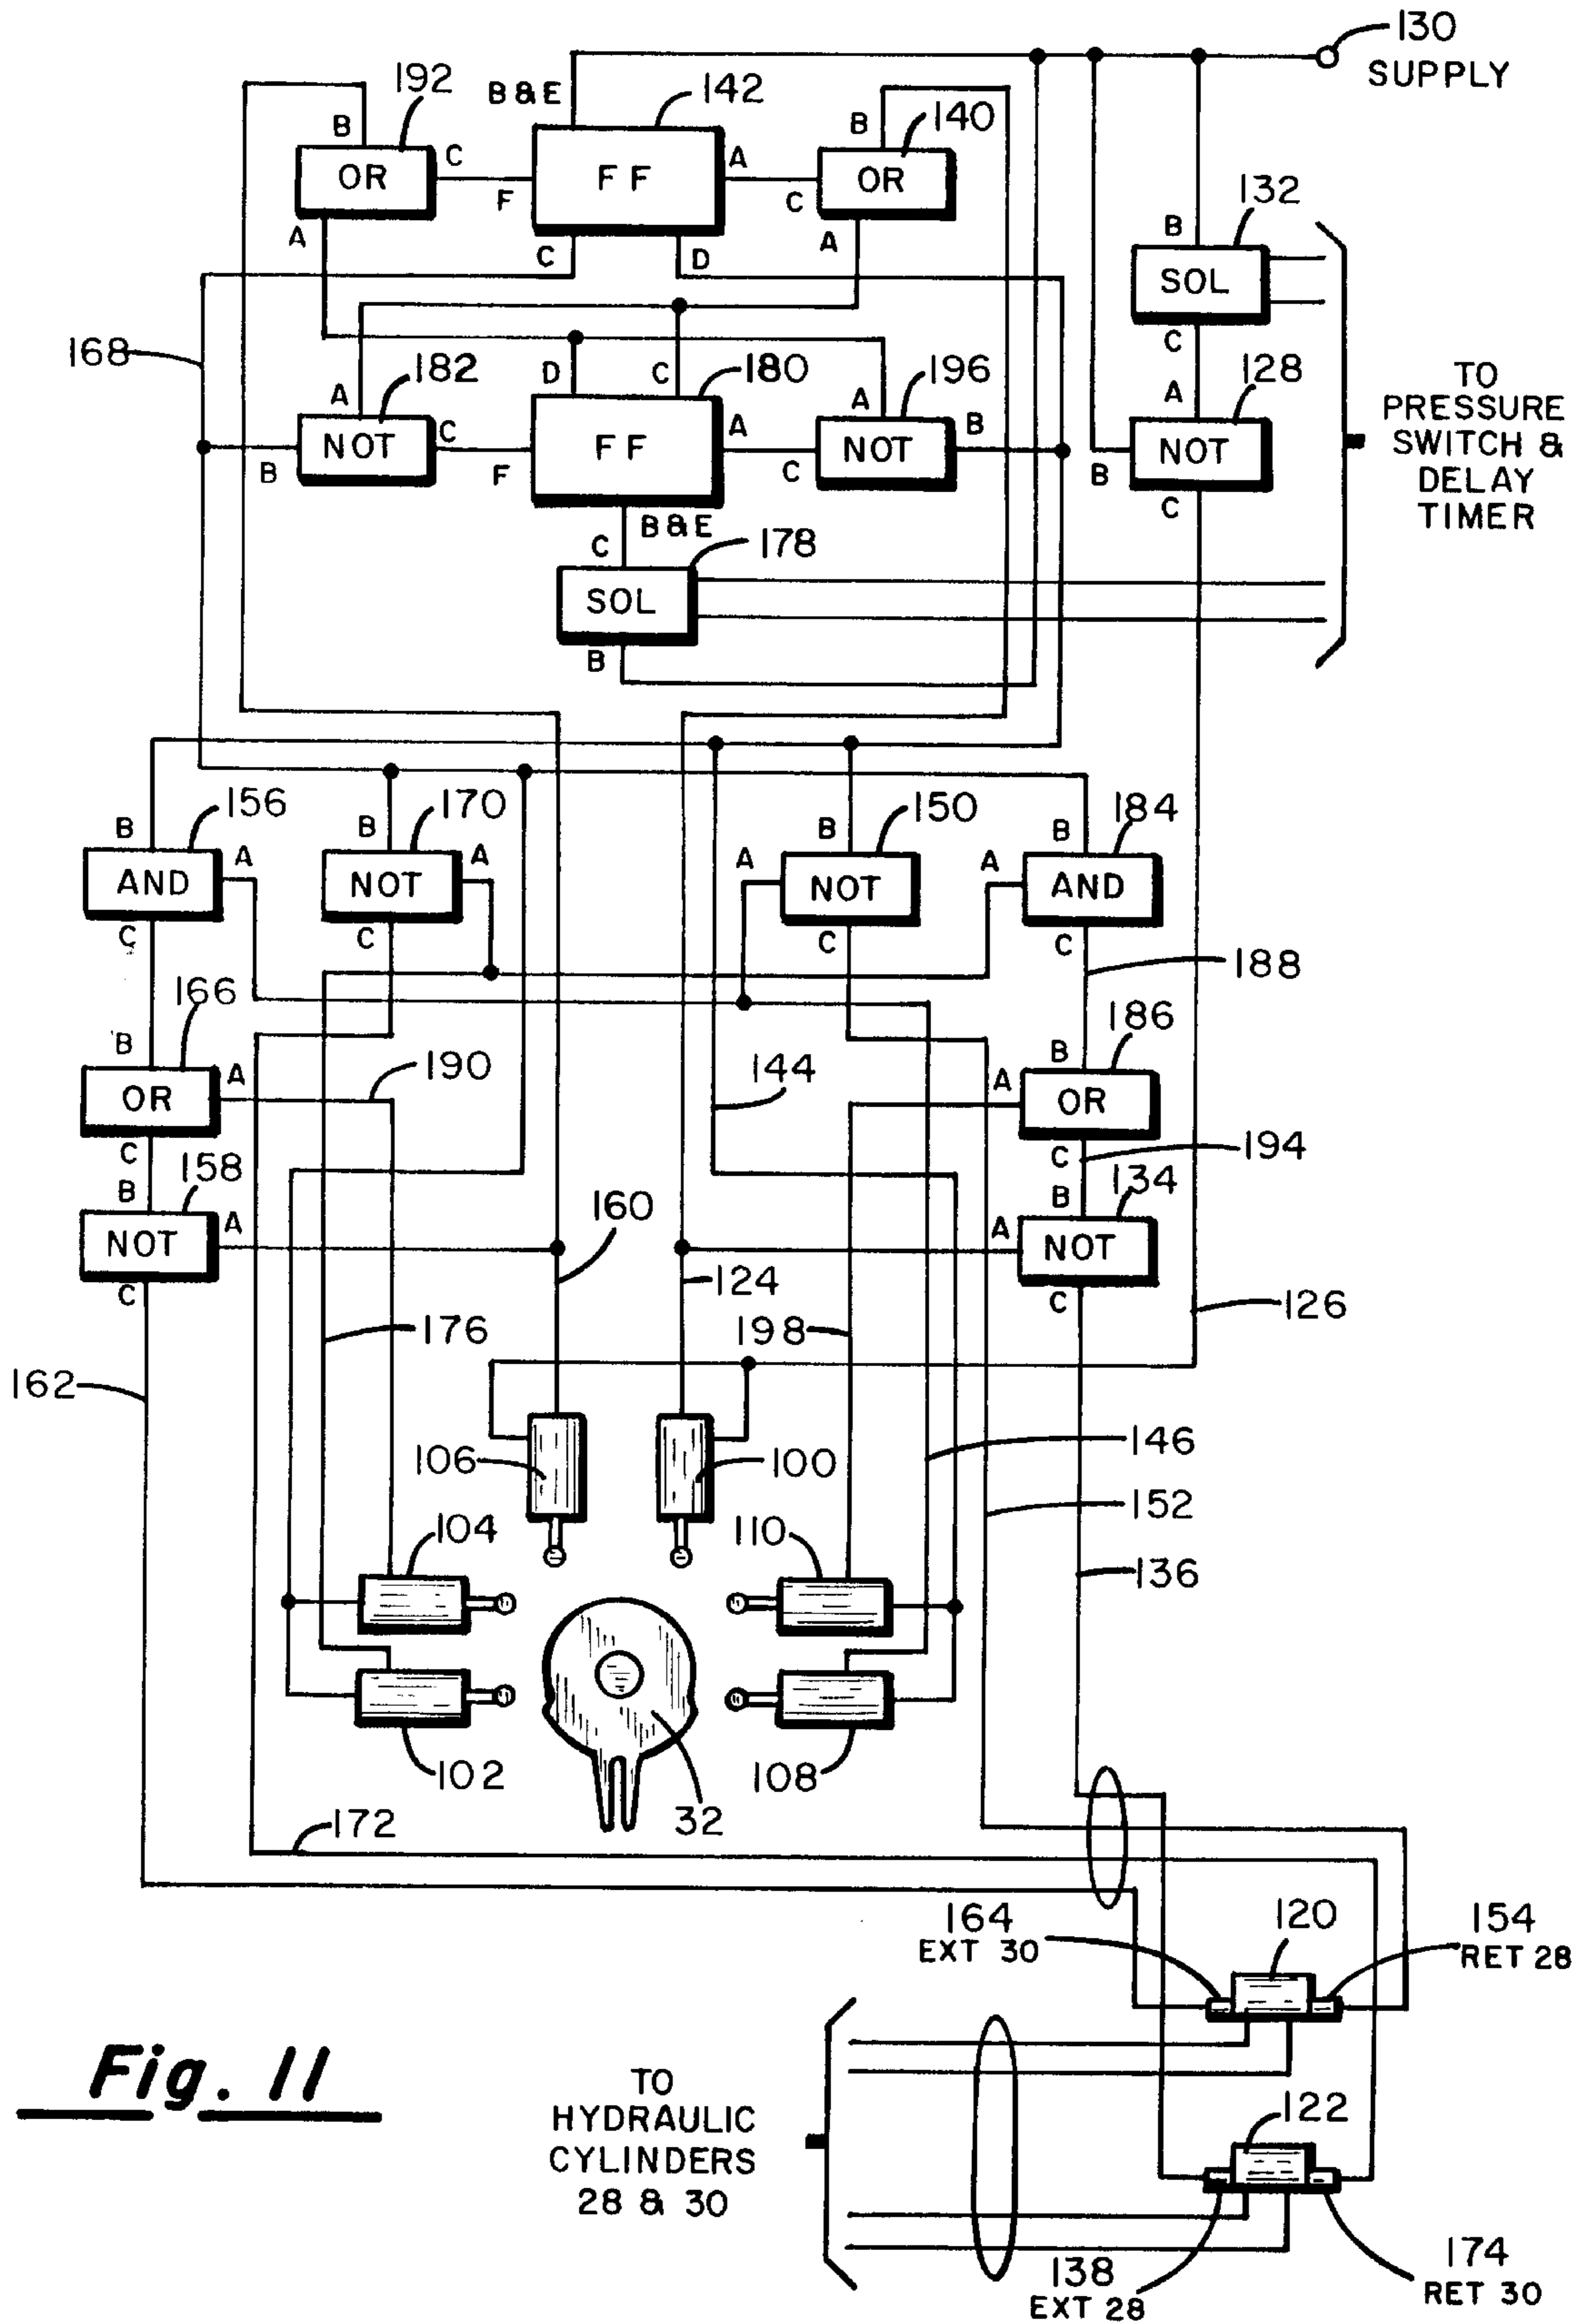 130
SUPPLY
192
B&E
142
B
140
B
OR
C
F
FF
A
C
OR
132
A
C
D
A
B
SOL
C
168
A
182
D
C
180
A
196
A
128
TO
PRESSURE
SWITCH &
DELAY
TIMER
NOT
C
B
F
FF
A
C
NOT
B
B
NOT
C
B&E
C
178
SOL
B
156
170
150
184
B
B
B
B
AND
A
NOT
A
A
NOT
A
AND
C
C
C
C
188
166
186
B
B
OR
A
190
144
A
OR
C
158
C
194
B
B
134
NOT
A
160
A
NOT
C
124
C
126
176
198
162
106
100
146
152
104
110
136
102
108
32
172
164
EXT 30
120
154
RET 28
Fig. 11
TO
HYDRAULIC
CYLINDERS
28 & 30
122
138
EXT 28
174
RET 30